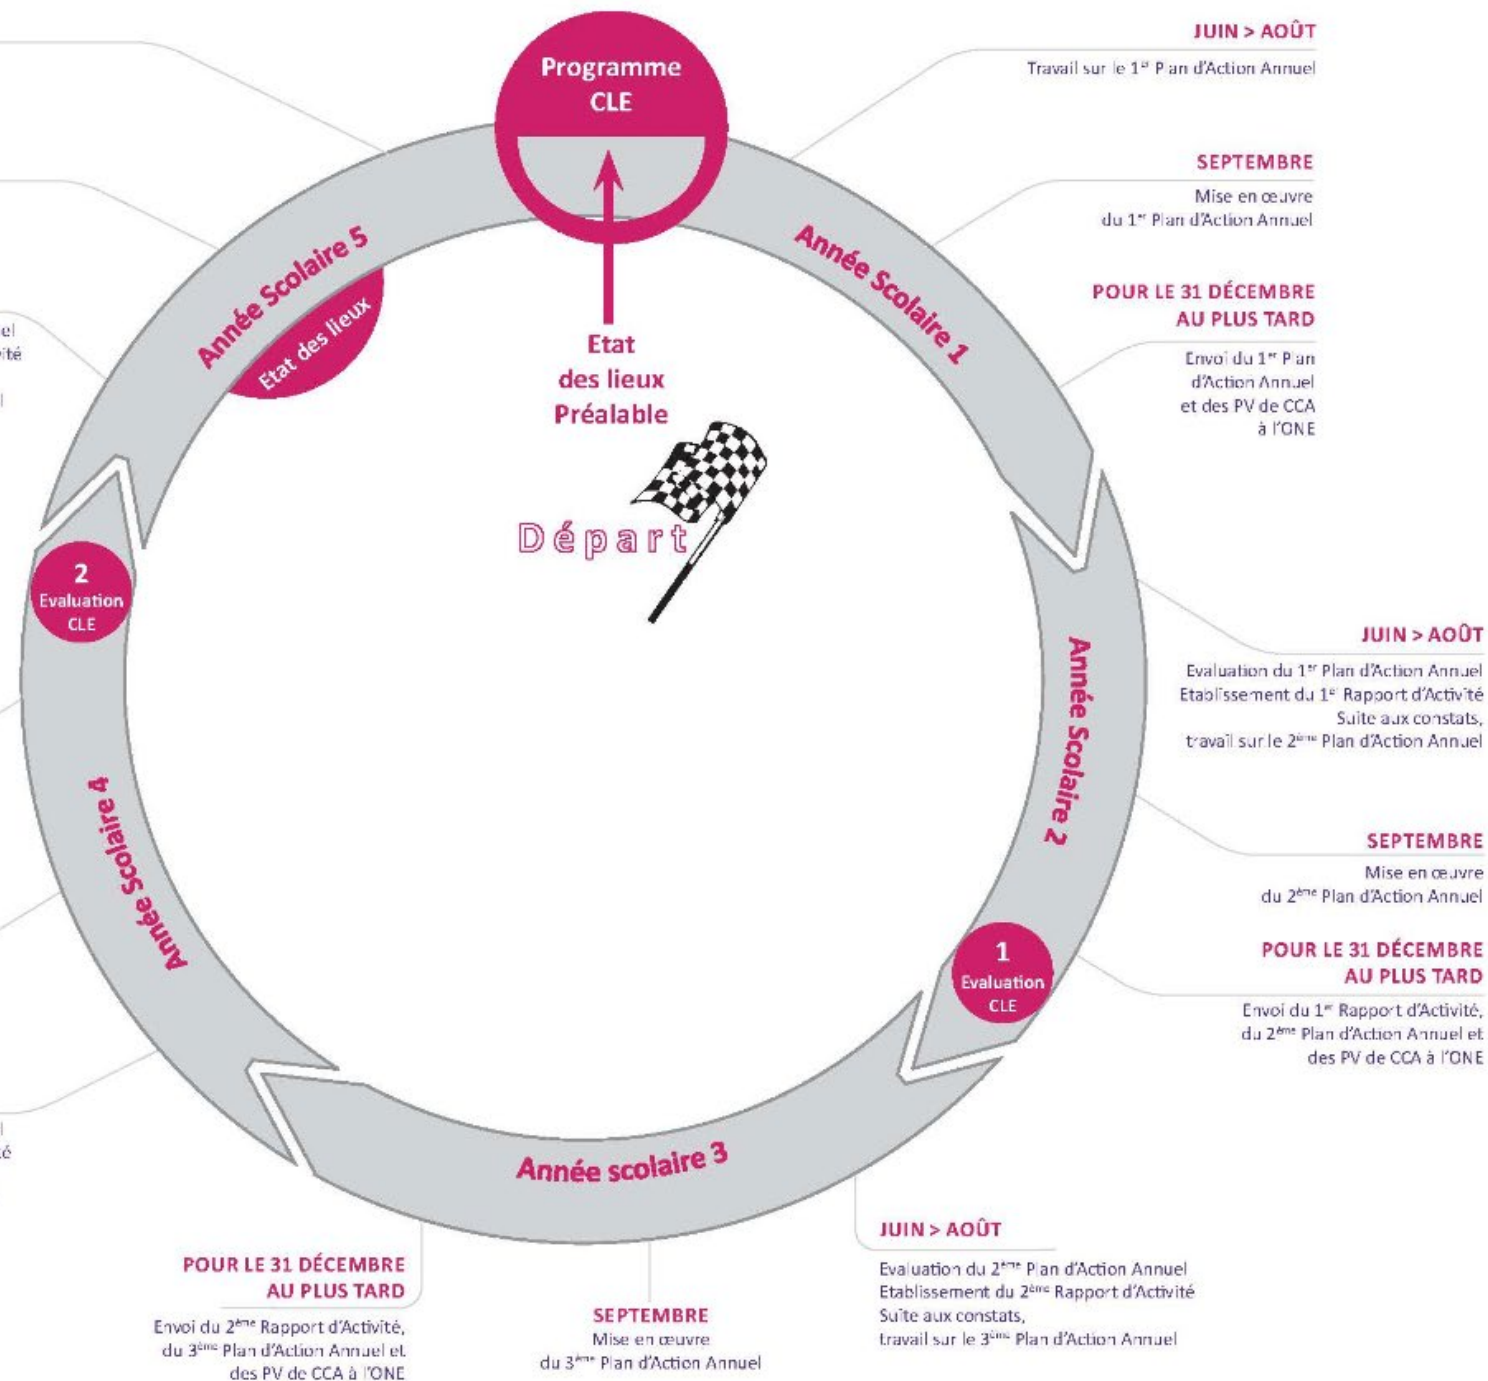 Programme
CLE
Etat
des lieux
Préalable
Départ
Année Scolaire 1
JUIN > AOÛT
Travail sur le 1er Plan d'Action Annuel
SEPTEMBRE
Mise en œuvre
du 1er Plan d'Action Annuel
POUR LE 31 DÉCEMBRE
AU PLUS TARD
Envoi du 1er Plan
d'Action Annuel
et des PV de CCA
à l'ONE
Année Scolaire 2
JUIN > AOÛT
Evaluation du 1er Plan d'Action Annuel
Etablissement du 1er Rapport d'Activité
Suite aux constats,
travail sur le 2ème Plan d'Action Annuel
SEPTEMBRE
Mise en œuvre
du 2ème Plan d'Action Annuel
POUR LE 31 DÉCEMBRE
AU PLUS TARD
Envoi du 1er Rapport d'Activité,
du 2ème Plan d'Action Annuel et
des PV de CCA à l'ONE
1
Evaluation
CLE
Année scolaire 3
JUIN > AOÛT
Evaluation du 2ème Plan d'Action Annuel
Etablissement du 2ème Rapport d'Activité
Suite aux constats,
travail sur le 3ème Plan d'Action Annuel
SEPTEMBRE
Mise en œuvre
du 3ème Plan d'Action Annuel
POUR LE 31 DÉCEMBRE
AU PLUS TARD
Envoi du 2ème Rapport d'Activité,
du 3ème Plan d'Action Annuel et
des PV de CCA à l'ONE
Année Scolaire 4
2
Evaluation
CLE
Année Scolaire 5
Etat des lieux